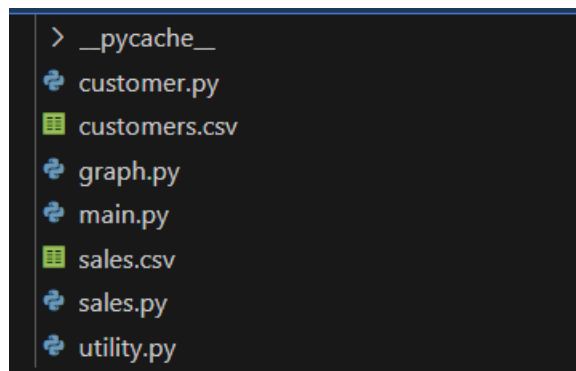 __pycache__
customer.py
customers.csv
graph.py
main.py
sales.csv
sales.py
utility.py